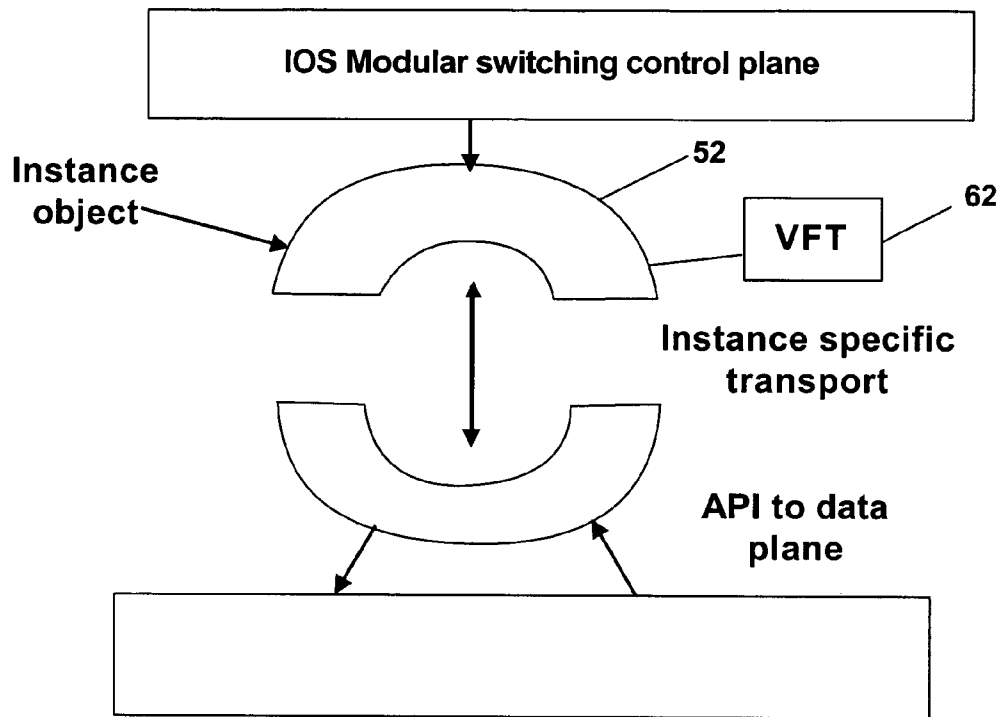 IOS Modular switching control plane
52
Instance
object
62
VFT
Instance specific
transport
API to data
plane